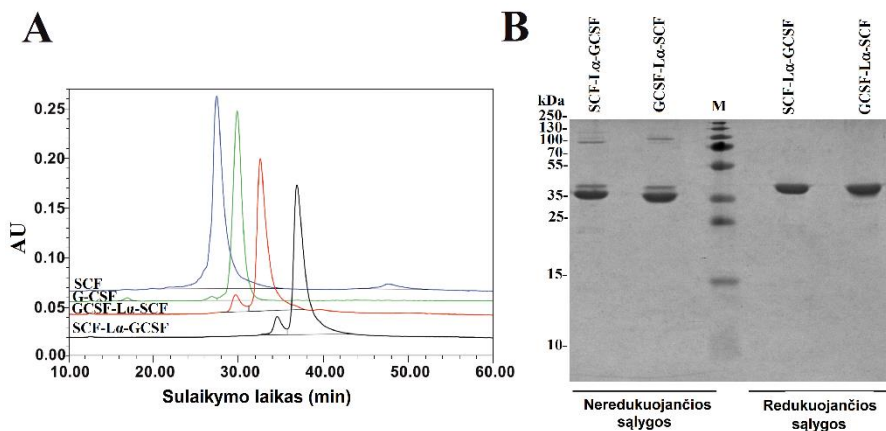 A
AU
0.25
0.20
0.15
0.10
0.05
0.00
SCF
G-CSF
GCSF-Lα-SCF
SCF-Lα-GCSF
10.00 20.00 30.00 40.00 50.00 60.00
Sulaikymo laikas (min)
B
SCF-Lα-GCSF
GCSF-Lα-SCF
M
SCF-Lα-GCSF
GCSF-Lα-SCF
kDa
250-
130-
100-
70-
55-
35-
25-
15-
10-
Neredukuojančios
sąlygos
Redukuojančios
sąlygos